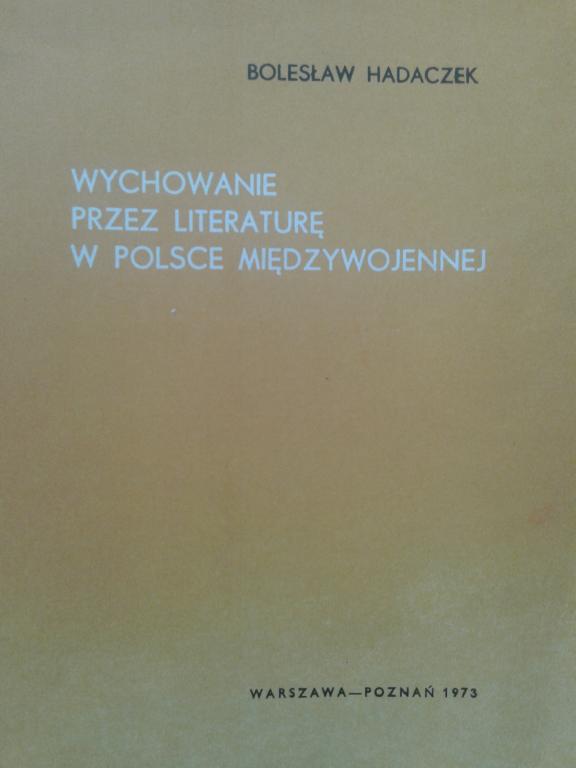 BOLESŁAW HADACZEK
WYCHOWANIE
PRZEZ LITERATURĘ
W POLSCE MIĘDZYWOJENNEJ
WARSZAWA—POZNAŃ 1973